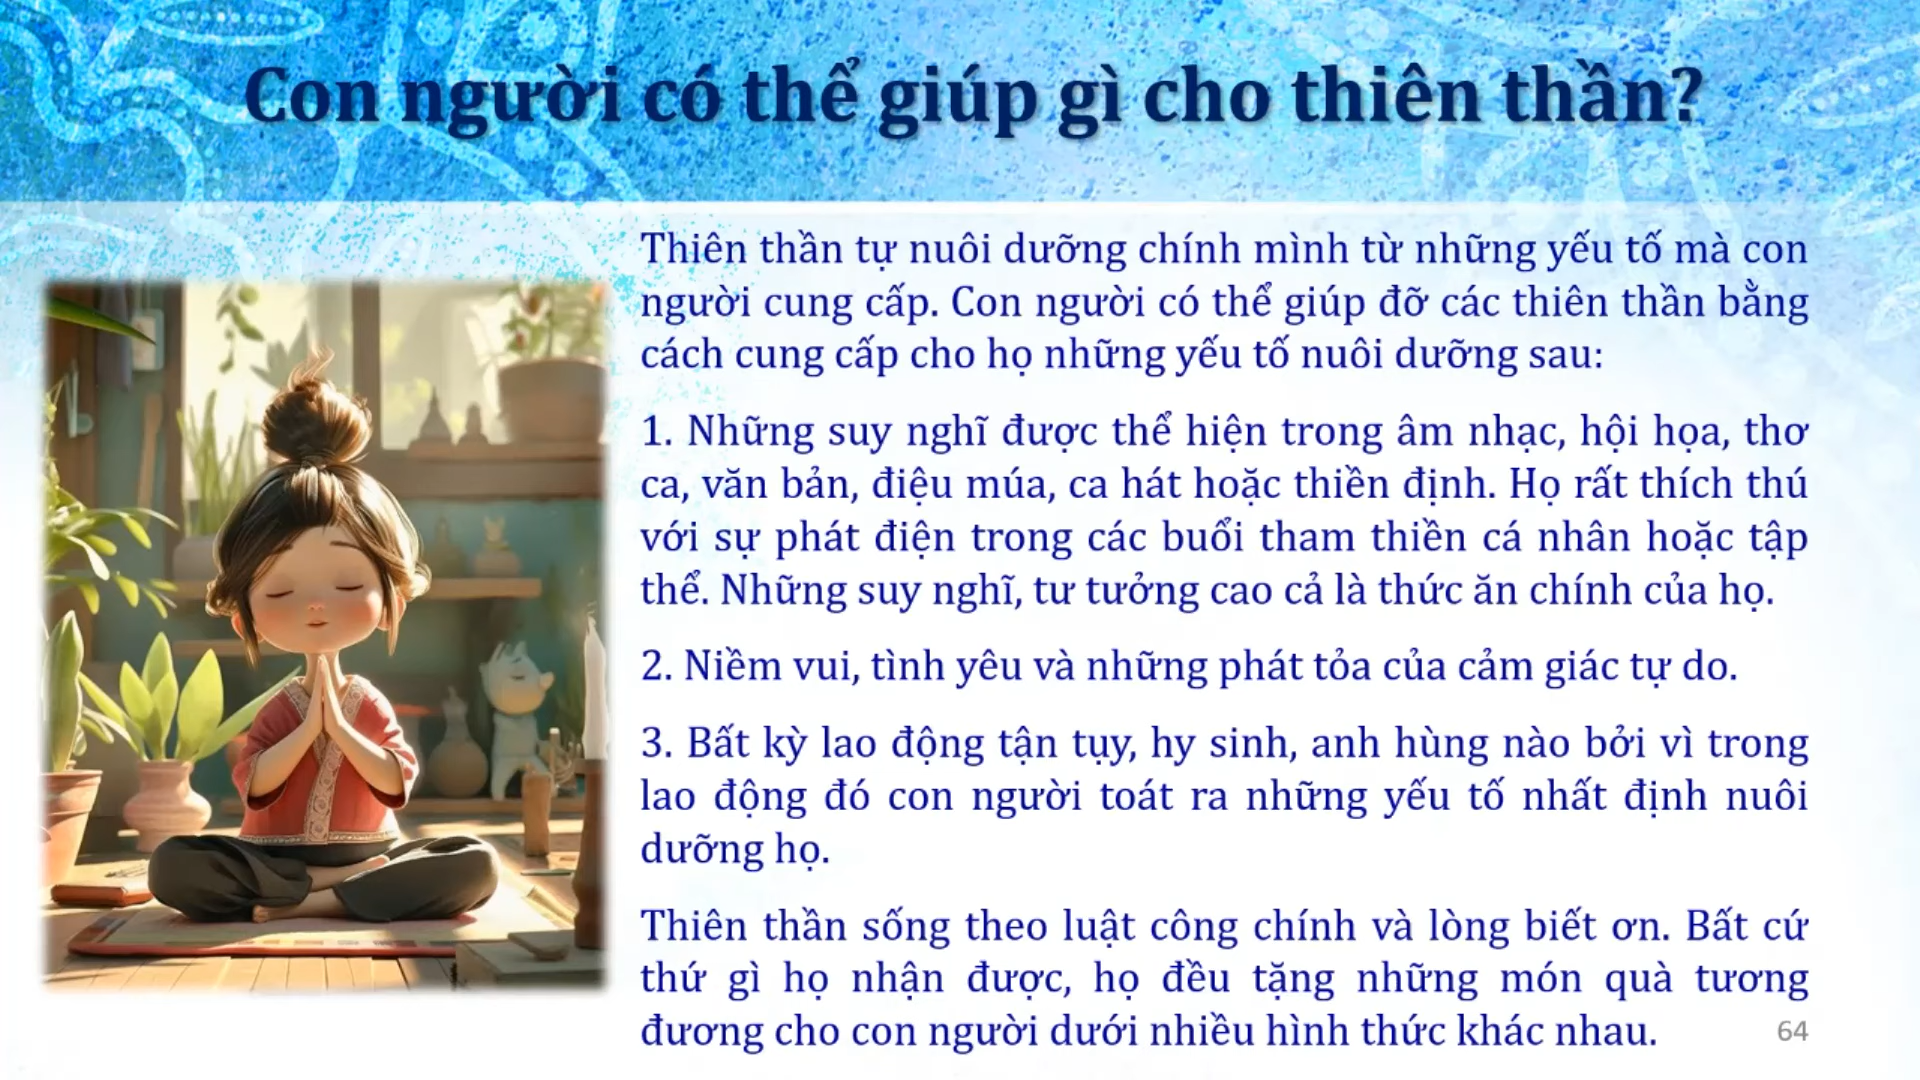 Con người có thể giúp gì cho thiên thần?
Thiên thần tự nuôi dưỡng chính mình từ những yếu tố mà con
người cung cấp. Con người có thể giúp đỡ các thiên thần bằng
cách cung cấp cho họ những yếu tố nuôi dưỡng sau:
1. Những suy nghĩ được thể hiện trong âm nhạc, hội họa, thơ
ca, văn bản, điệu múa, ca hát hoặc thiền định. Họ rất thích thú
với sự phát điện trong các buổi tham thiền cá nhân hoặc tập
thể. Những suy nghĩ, tư tưởng cao cả là thức ăn chính của họ.
2. Niềm vui, tình yêu và những phát tỏa của cảm giác tự do.
3. Bất kỳ lao động tận tụy, hy sinh, anh hùng nào bởi vì trong
lao động đó con người toát ra những yếu tố nhất định nuôi
dưỡng họ.
Thiên thần sống theo luật công chính và lòng biết ơn. Bất cứ
thứ gì họ nhận được, họ đều tặng những món quà tương
đương cho con người dưới nhiều hình thức khác nhau.
64